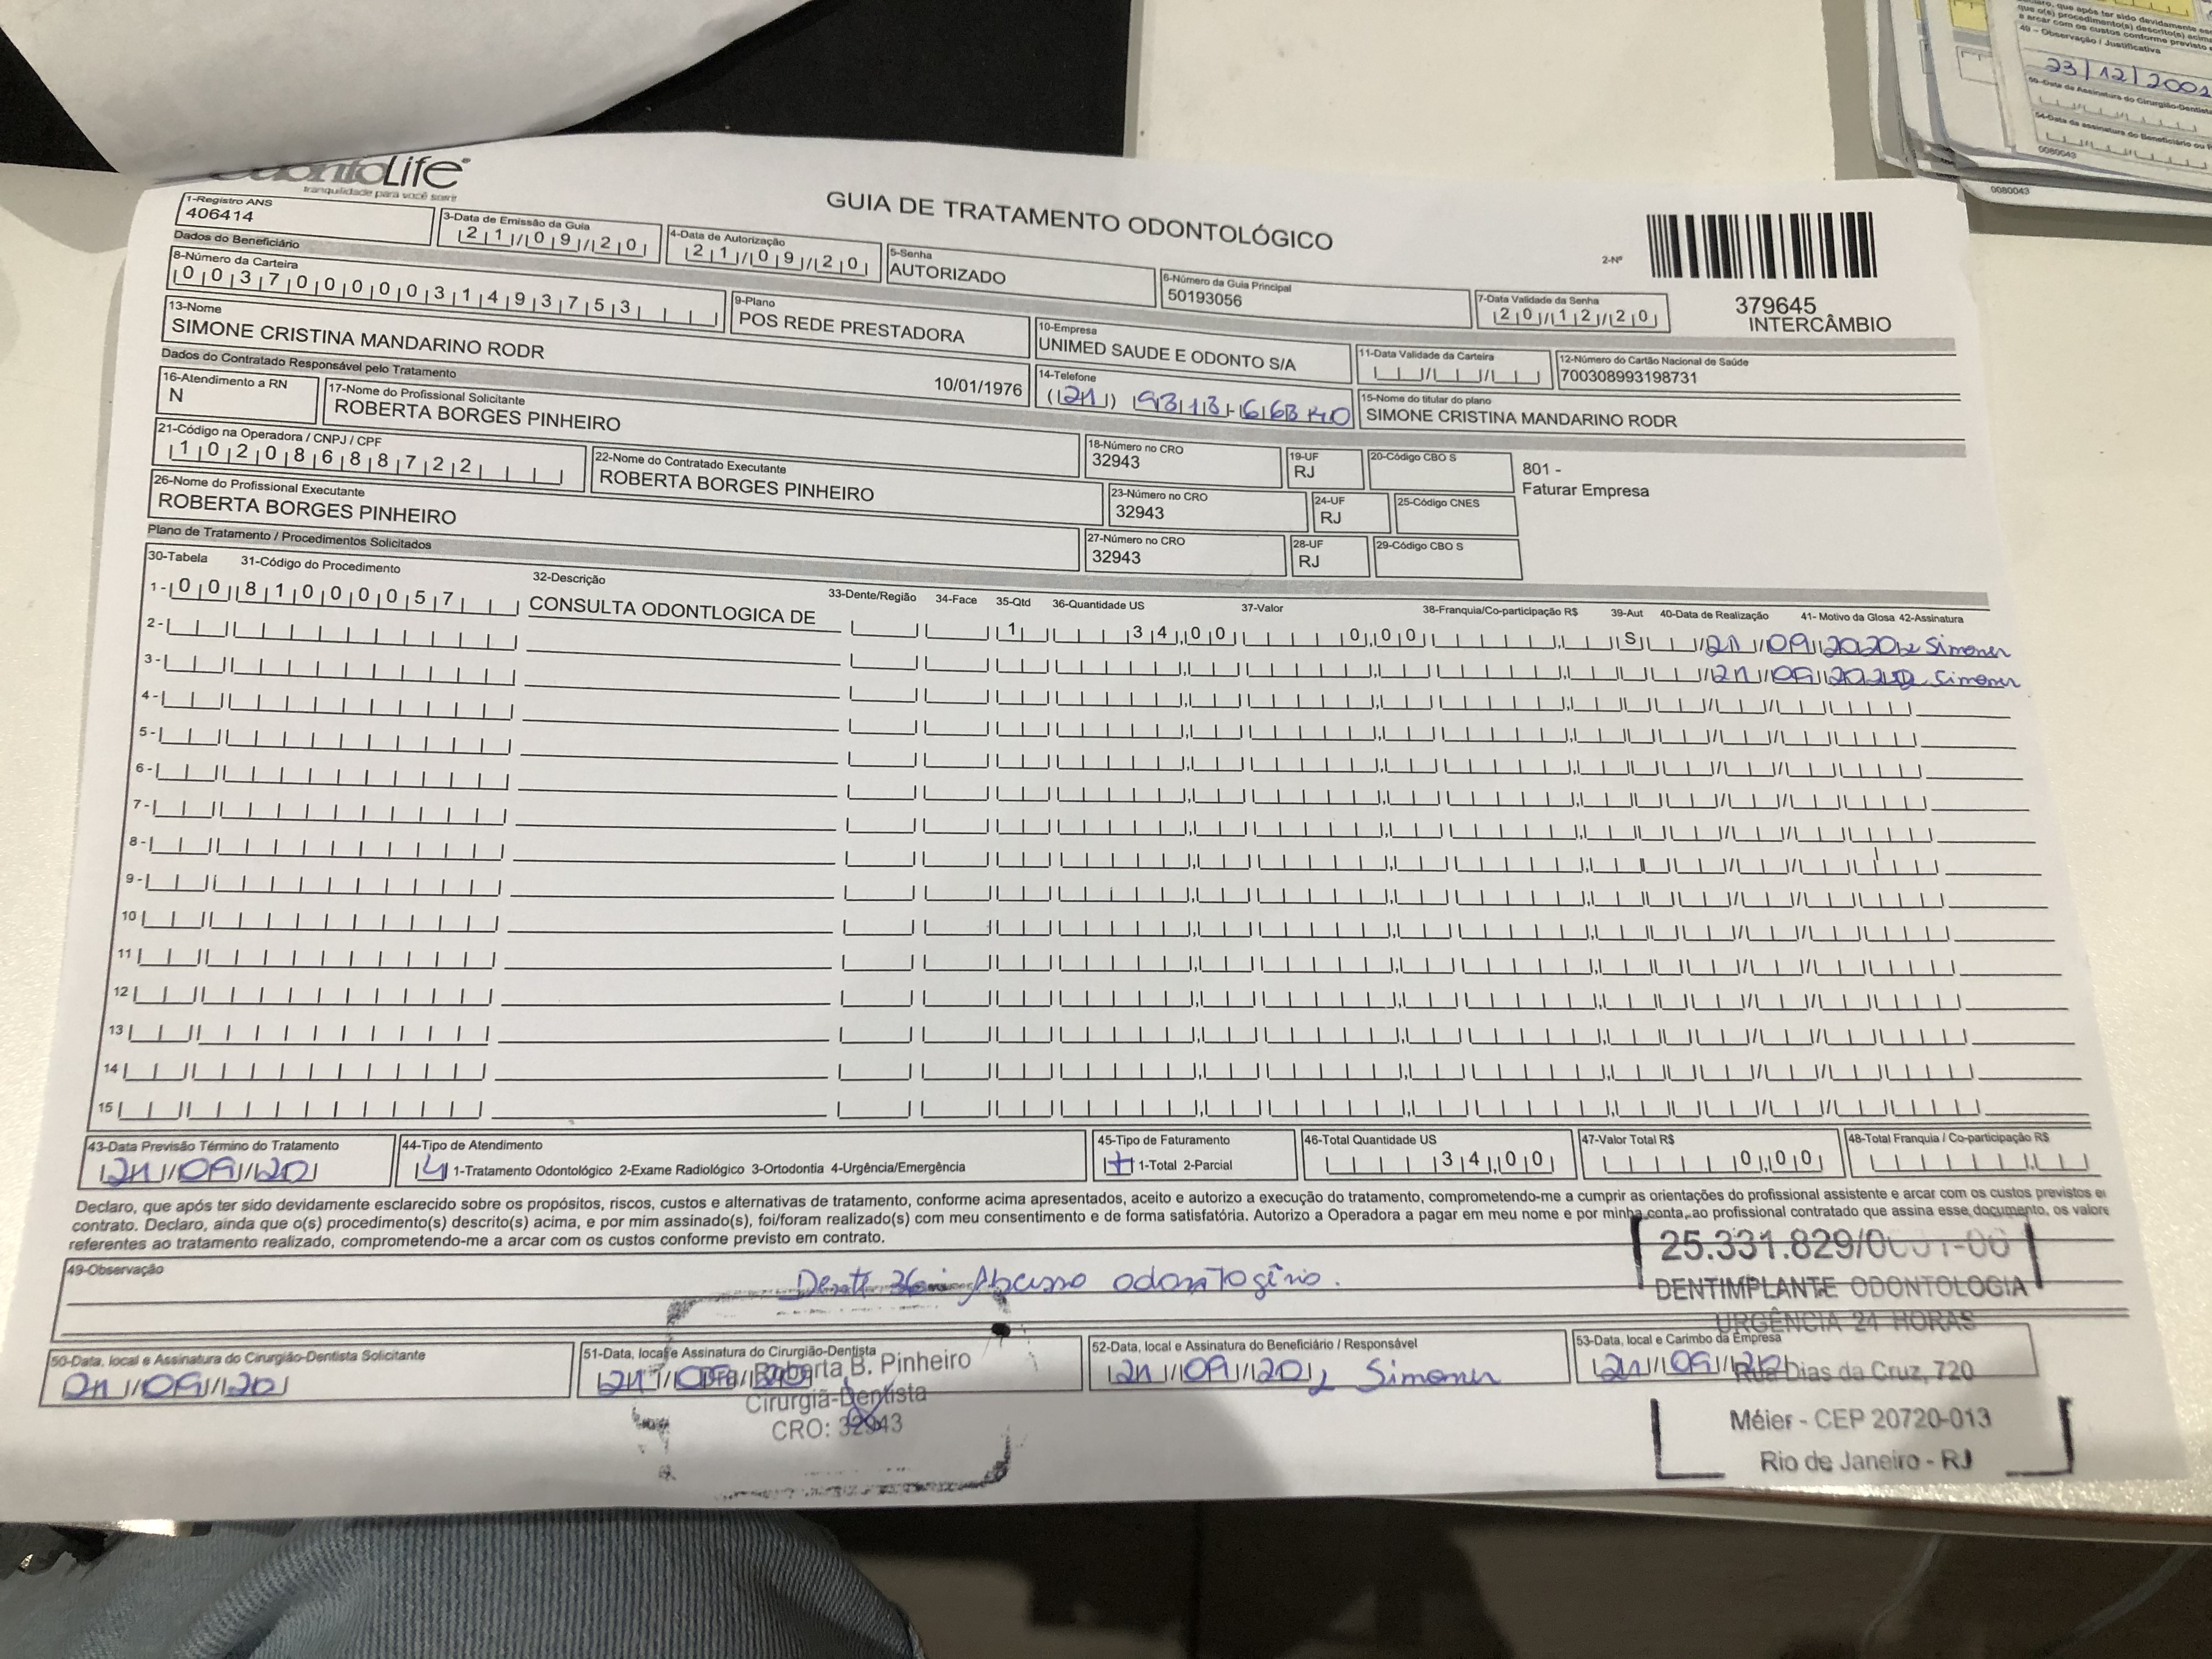 OdontoLife
tranquilidade para você sorrir
GUIA DE TRATAMENTO ODONTOLÓGICO
2-Nº
379645
INTERCÂMBIO
1-Registro ANS
406414
3-Data de Emissão da Guia
21/09/20
4-Data de Autorização
21/09/20
5-Senha
AUTORIZADO
6-Número da Guia Principal
50193056
7-Data Validade da Senha
20/12/20
Dados do Beneficiário
8-Número da Carteira
00370000031493753
9-Plano
POS REDE PRESTADORA
10-Empresa
UNIMED SAUDE E ODONTO S/A
11-Data Validade da Carteira
12-Número do Cartão Nacional de Saúde
700308993198731
13-Nome
SIMONE CRISTINA MANDARINO RODR
10/01/1976
14-Telefone
15-Nome do titular do plano
SIMONE CRISTINA MANDARINO RODR
Dados do Contratado Responsável pelo Tratamento
16-Atendimento a RN
N
17-Nome do Profissional Solicitante
ROBERTA BORGES PINHEIRO
18-Número no CRO
32943
19-UF
RJ
20-Código CBO S
801 -
Faturar Empresa
21-Código na Operadora / CNPJ / CPF
10208688722
22-Nome do Contratado Executante
ROBERTA BORGES PINHEIRO
23-Número no CRO
32943
24-UF
RJ
25-Código CNES
26-Nome do Profissional Executante
ROBERTA BORGES PINHEIRO
27-Número no CRO
32943
28-UF
RJ
29-Código CBO S
Plano de Tratamento / Procedimentos Solicitados
30-Tabela 31-Código do Procedimento 32-Descrição 33-Dente/Região 34-Face 35-Qtd 36-Quantidade US 37-Valor 38-Franquia/Co-participação R$ 39-Aut 40-Data de Realização 41- Motivo da Glosa 42-Assinatura
1- 00 81000057 CONSULTA ODONTLOGICA DE 1 34,00 0,00 S 21/09/2020 Simoner
2- 21/09/2020 Simoner
3-
4-
5-
6-
7-
8-
9-
10
11
12
13
14
15
43-Data Previsão Término do Tratamento
21/09/20
44-Tipo de Atendimento
4 1-Tratamento Odontológico 2-Exame Radiológico 3-Ortodontia 4-Urgência/Emergência
45-Tipo de Faturamento
1-Total 2-Parcial
46-Total Quantidade US
34,00
47-Valor Total R$
0,00
48-Total Franquia / Co-participação R$
Declaro, que após ter sido devidamente esclarecido sobre os propósitos, riscos, custos e alternativas de tratamento, conforme acima apresentados, aceito e autorizo a execução do tratamento, comprometendo-me a cumprir as orientações do profissional assistente e arcar com os custos previstos em
contrato. Declaro, ainda que o(s) procedimento(s) descrito(s) acima, e por mim assinado(s), foi/foram realizado(s) com meu consentimento e de forma satisfatória. Autorizo a Operadora a pagar em meu nome e por minha conta, ao profissional contratado que assina esse documento, os valore
referentes ao tratamento realizado, comprometendo-me a arcar com os custos conforme previsto em contrato.
49-Observação
Dente 36: Abcesso odontogênio.
25.331.829/0001-00
DENTIMPLANTE ODONTOLOGIA
URGÊNCIA 24 HORAS
Rua Dias da Cruz, 720
Méier - CEP 20720-013
Rio de Janeiro - RJ
50-Data, local e Assinatura do Cirurgião-Dentista Solicitante
21/09/20
51-Data, local e Assinatura do Cirurgião-Dentista
21/09/20
Dra. Roberta B. Pinheiro
Cirurgiã-Dentista
CRO: 32943
52-Data, local e Assinatura do Beneficiário / Responsável
21/09/20 Simoner
53-Data, local e Carimbo da Empresa
21/09/20
49 - Observação / Justificativa
23/12/2002
0080043
0080043